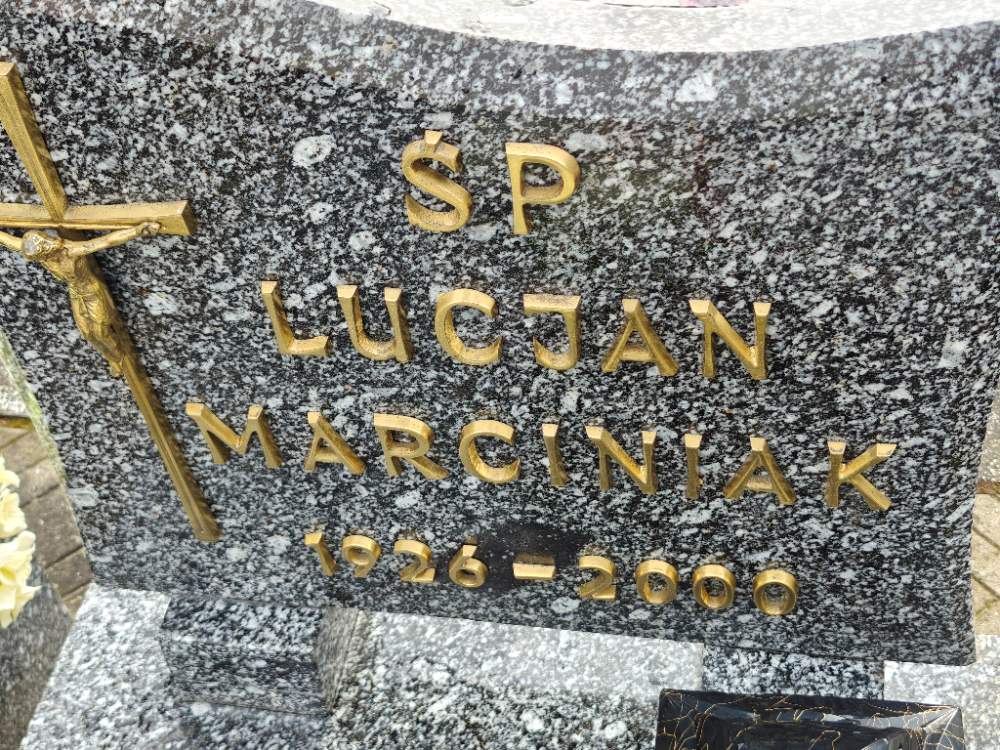 ŚP
LUCJAN
MARCINIAK
1926-2000